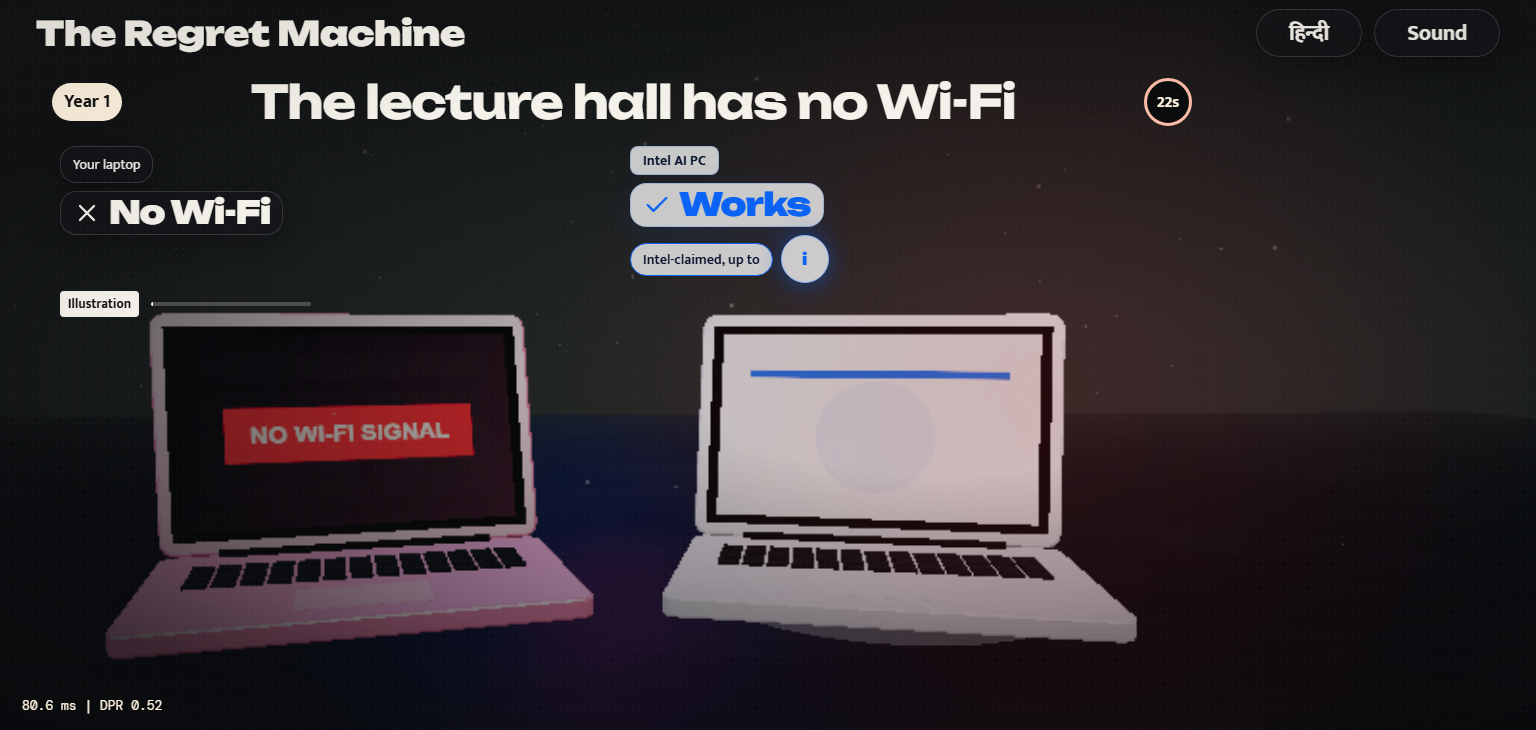 The Regret Machine
हिन्दी
Sound
Year 1
The lecture hall has no Wi-Fi
22s
Your laptop
No Wi-Fi
Intel AI PC
Works
Intel-claimed, up to
i
Illustration
NO WI-FI SIGNAL
80.6 ms | DPR 0.52